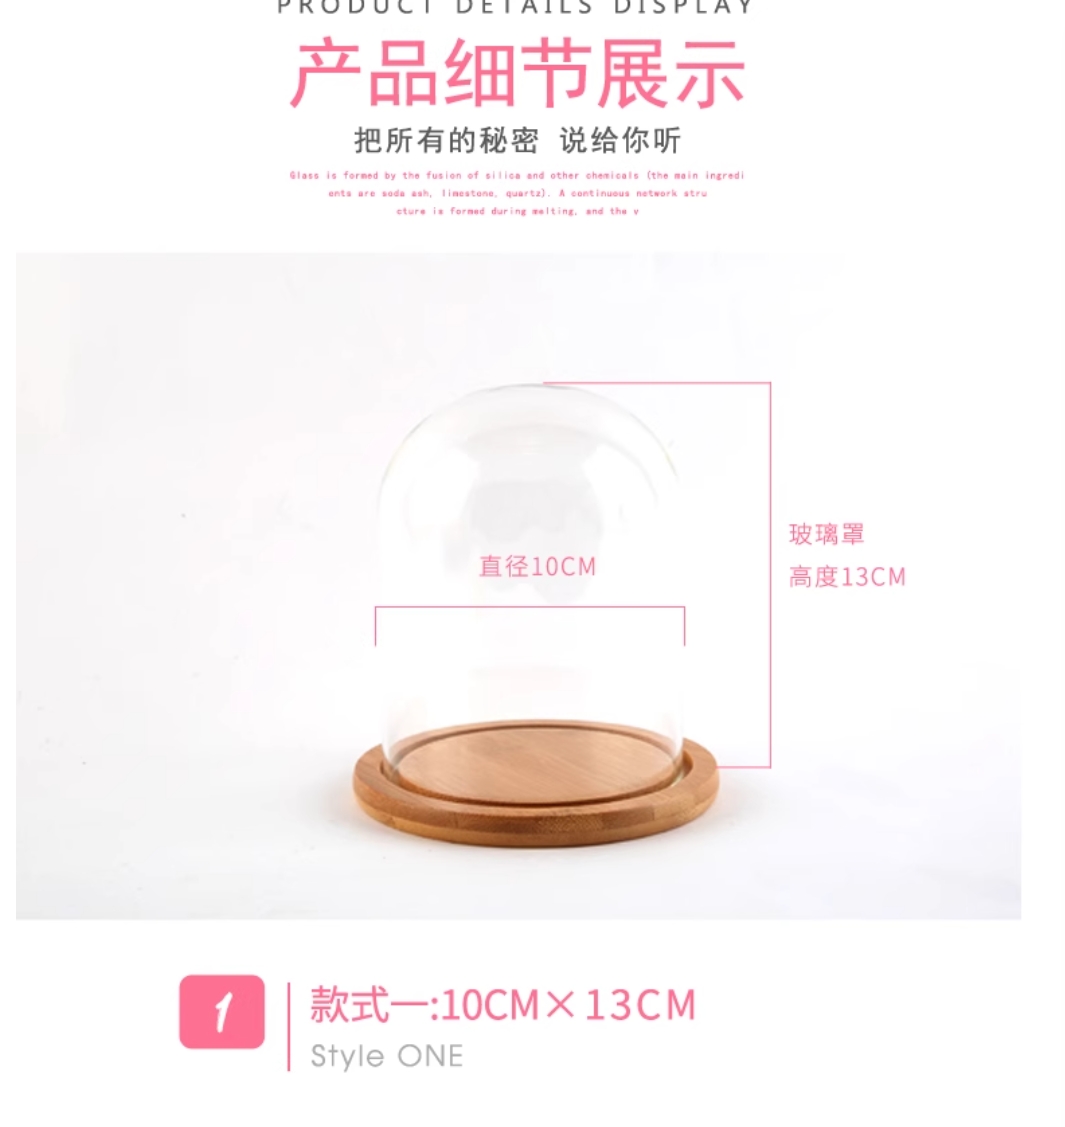 PRODUCT DETAILS DISPLAY
产品细节展示
把所有的秘密 说给你听
Glass is formed by the fusion of silica and other chemicals (the main ingredi
ents are soda ash, limestone, quartz). A continuous network stru
cture is formed during melting, and the v
直径10CM
玻璃罩
高度13CM
1
款式一:10CM×13CM
Style ONE